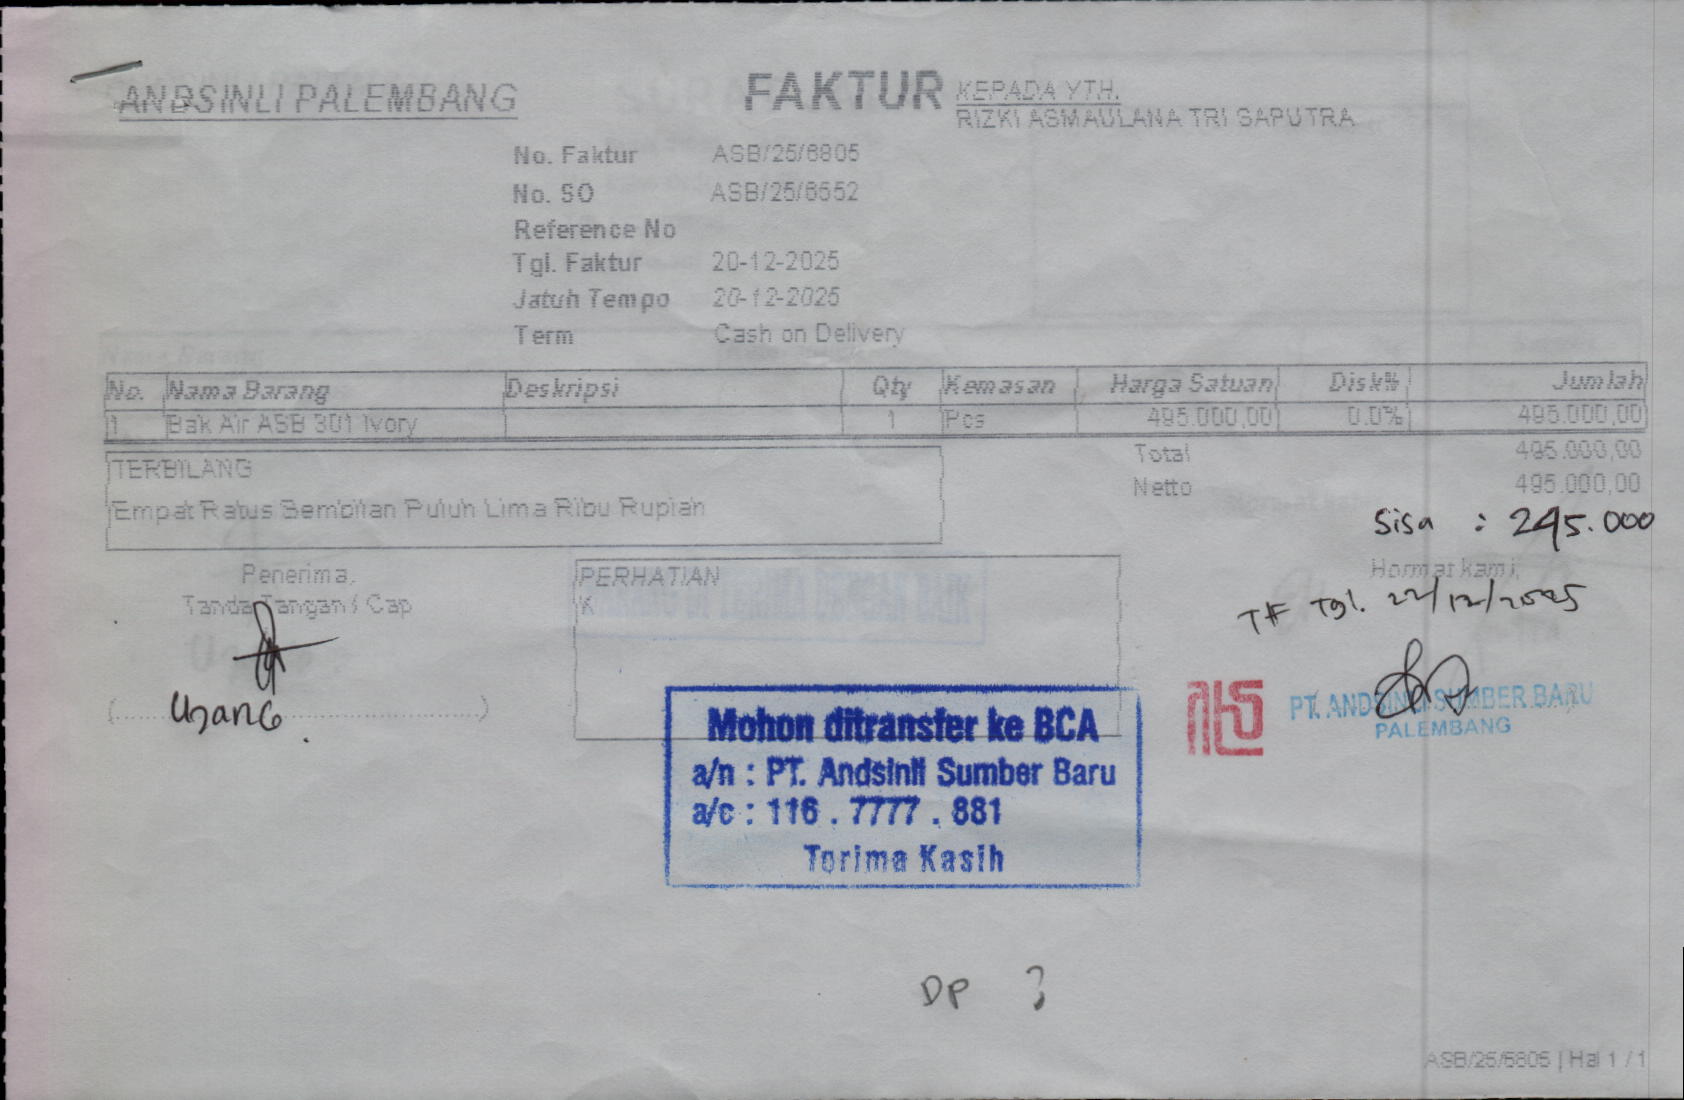 ANDSINLI PALEMBANG
FAKTUR
KEPADA YTH.
RIZKI ASMAULANA TRI SAPUTRA
No. Faktur ASB/25/6805
No. SO ASB/25/6552
Reference No
Tgl. Faktur 20-12-2025
Jatuh Tempo 20-12-2025
Term Cash on Delivery
No. Nama Barang Deskripsi Qty Kemasan Harga Satuan Disk% Jumlah
1 Bak Air ASB 301 Ivory 1 Pcs 495.000,00 0.0% 495.000,00
Total 495.000,00
Netto 495.000,00
TERBILANG
Empat Ratus Sembilan Puluh Lima Ribu Rupiah
Sisa : 245.000
Penerima,
Tanda Tangan / Cap
PERHATIAN
K
Hormat kami,
TF Tgl. 22/12/2025
(.....................)
PT. ANDSINLI SUMBER BARU
PALEMBANG
Mohon ditransfer ke BCA
a/n : PT. Andsinli Sumber Baru
a/c : 116 . 7777 . 881
Terima Kasih
DP ?
ASB/25/6805 | Hal 1 / 1